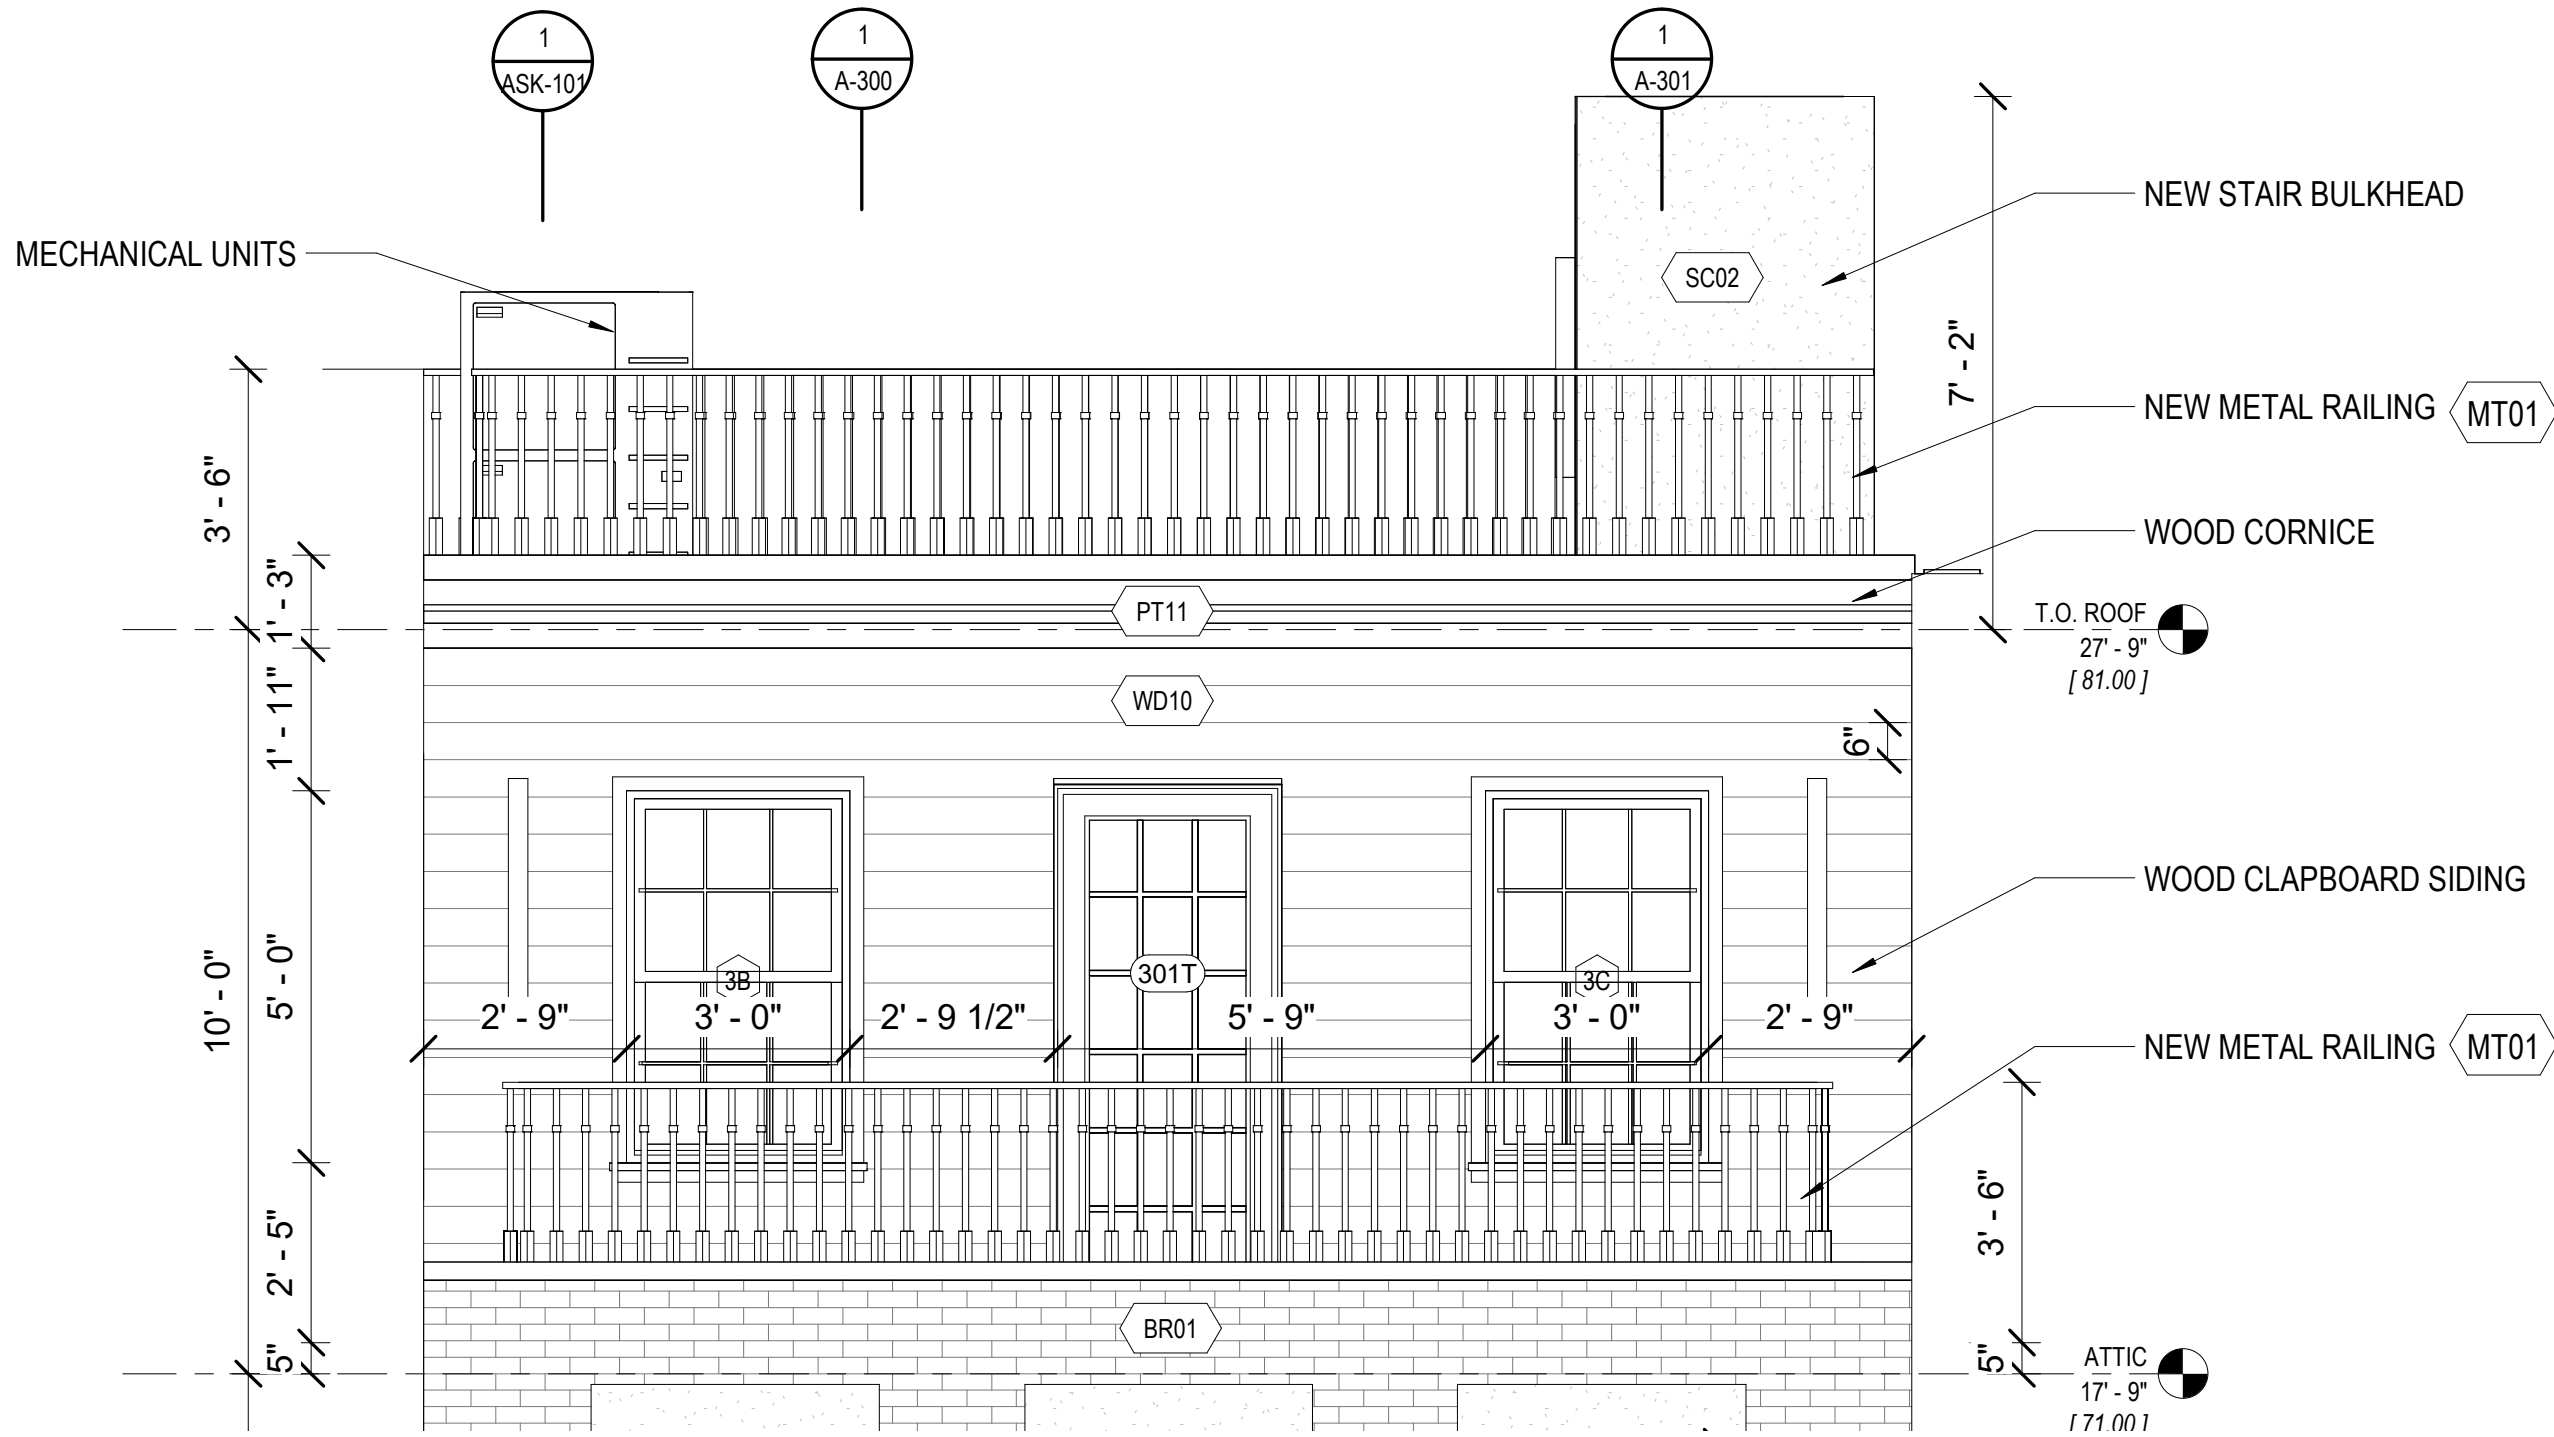 1
ASK-101
1
A-300
1
A-301
MECHANICAL UNITS
NEW STAIR BULKHEAD
SC02
7' - 2"
NEW METAL RAILING
MT01
3' - 6"
WOOD CORNICE
1' - 3"
PT11
T.O. ROOF
27' - 9"
[ 81.00 ]
1' - 11"
WD10
6"
WOOD CLAPBOARD SIDING
10' - 0"
5' - 0"
3B
301T
3C
2' - 9"
3' - 0"
2' - 9 1/2"
5' - 9"
3' - 0"
2' - 9"
NEW METAL RAILING
MT01
3' - 6"
2' - 5"
BR01
5"
5"
ATTIC
17' - 9"
[ 71.00 ]